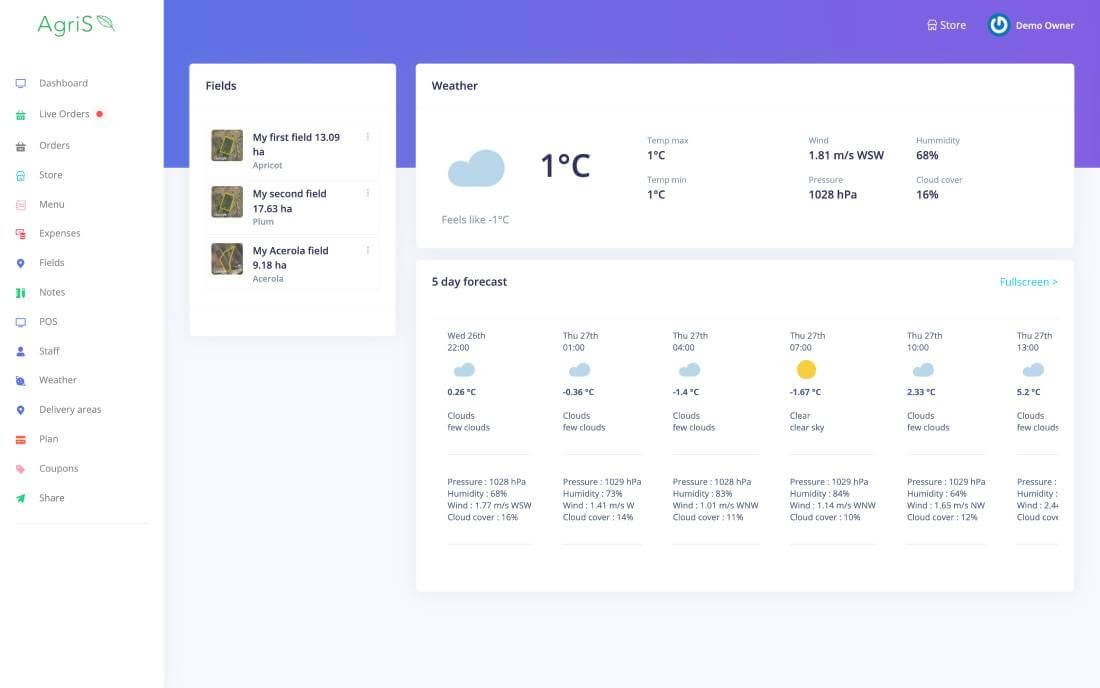 AgriS
Store
Demo Owner
Dashboard
Live Orders
Orders
Store
Menu
Expenses
Fields
Notes
POS
Staff
Weather
Delivery areas
Plan
Coupons
Share
Fields
My first field 13.09
ha
Apricot
My second field
17.63 ha
Plum
My Acerola field
9.18 ha
Acerola
Weather
1°C
Feels like -1°C
Temp max
1°C
Temp min
1°C
Wind
1.81 m/s WSW
Pressure
1028 hPa
Hummidity
68%
Cloud cover
16%
5 day forecast
Fullscreen >
Wed 26th
22:00
0.26 °C
Clouds
few clouds
Pressure : 1028 hPa
Humidity : 68%
Wind : 1.77 m/s WSW
Cloud cover : 16%
Thu 27th
01:00
-0.36 °C
Clouds
few clouds
Pressure : 1029 hPa
Humidity : 73%
Wind : 1.41 m/s W
Cloud cover : 14%
Thu 27th
04:00
-1.4 °C
Clouds
few clouds
Pressure : 1028 hPa
Humidity : 83%
Wind : 1.01 m/s WNW
Cloud cover : 11%
Thu 27th
07:00
-1.67 °C
Clear
clear sky
Pressure : 1029 hPa
Humidity : 84%
Wind : 1.14 m/s WNW
Cloud cover : 10%
Thu 27th
10:00
2.33 °C
Clouds
few clouds
Pressure : 1029 hPa
Humidity : 64%
Wind : 1.65 m/s NW
Cloud cover : 12%
Thu 27th
13:00
5.2 °C
Clouds
few clouds
Pressure :
Humidity :
Wind : 2.4
Cloud cove